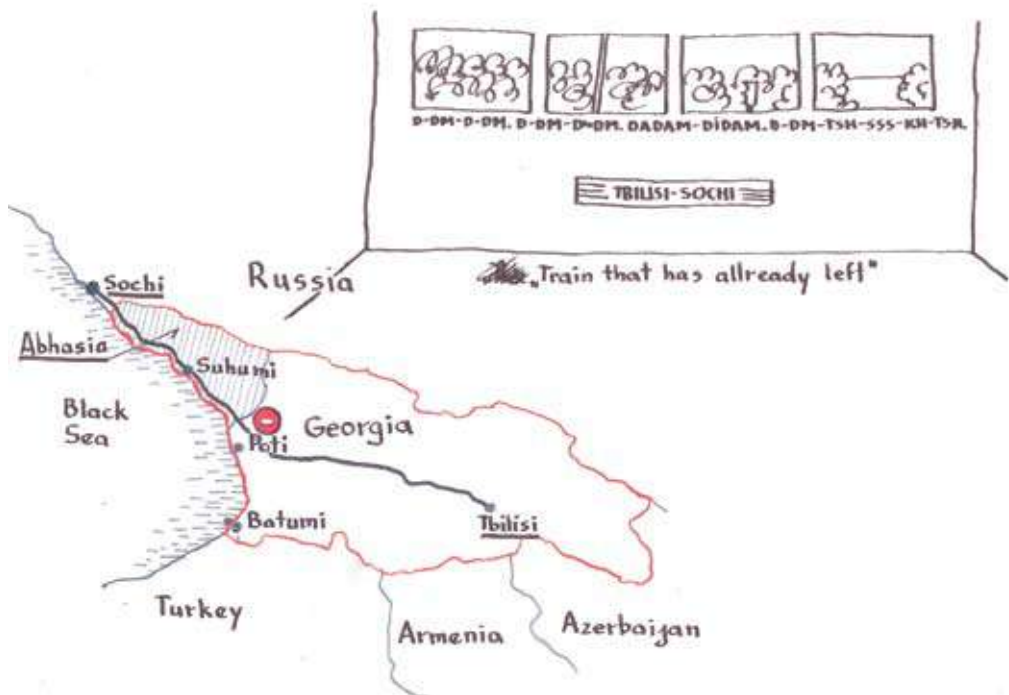 D-DM-D-DM. D-DM-D-DM. DADAM-DIDAM. D-DM-TSH-SSS-KH-TSH.
TBILISI-SOCHI
„Train that has allready left"
Russia
Sochi
Abhasia
Suhumi
Black
Sea
Georgia
Poti
Batumi
Tbilisi
Turkey
Armenia
Azerbaijan